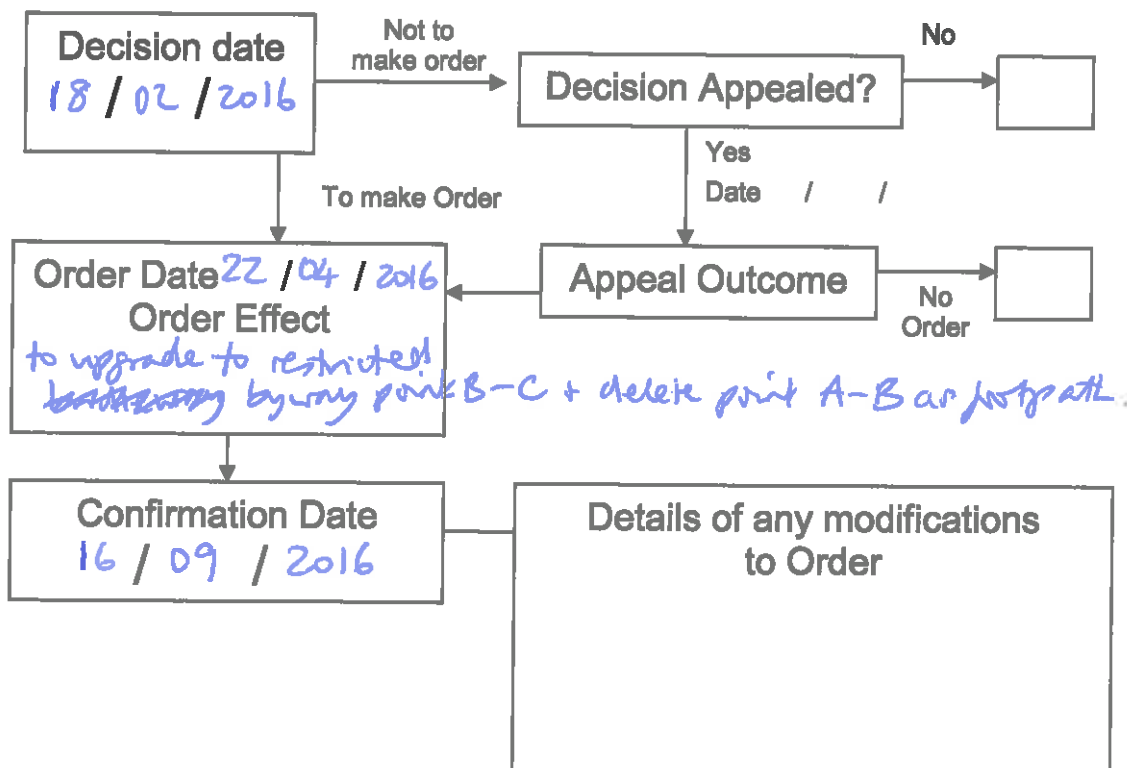 Decision date
18 / 02 / 2016
Not to
make order
Decision Appealed?
No
To make Order
Yes
Date / /
Order Date 22 / 04 / 2016
Order Effect
to upgrade to restricted
byway point B-C + delete point A-B as footpath.
Appeal Outcome
No
Order
Confirmation Date
16 / 09 / 2016
Details of any modifications
to Order